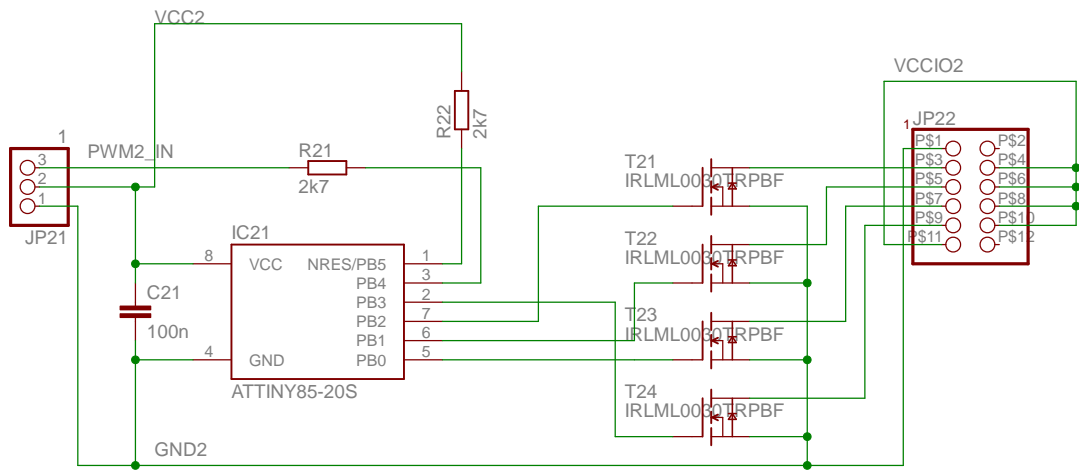 VCC2
VCCIO2
1
3
2
1
JP21
PWM2_IN
R21
2k7
R22
2k7
IC21
8
VCC
4
GND
NRES/PB5
1
PB4
3
PB3
2
PB2
7
PB1
6
PB0
5
ATTINY85-20S
C21
100n
GND2
T21
IRLML0030TRPBF
T22
IRLML0030TRPBF
T23
IRLML0030TRPBF
T24
IRLML0030TRPBF
JP22
1
P$1
P$2
P$3
P$4
P$5
P$6
P$7
P$8
P$9
P$10
P$11
P$12